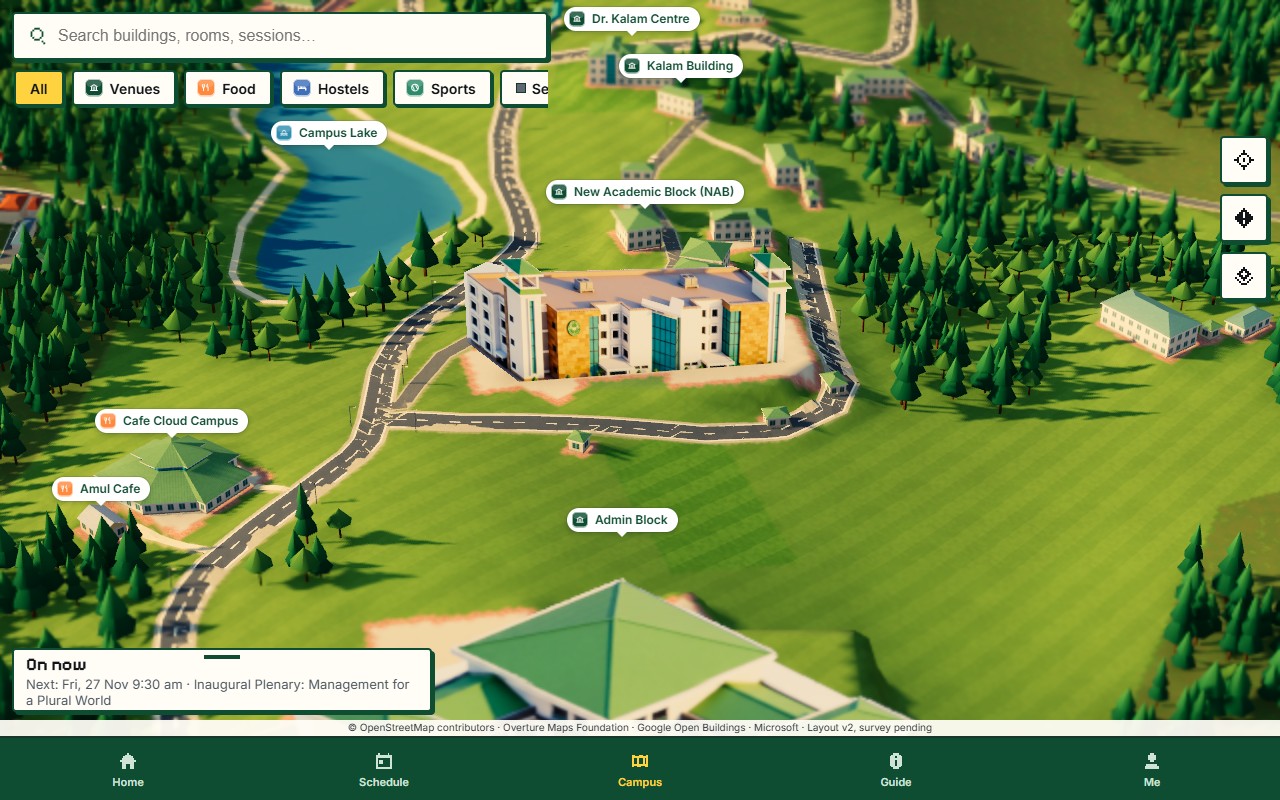 Dr. Kalam Centre
Search buildings, rooms, sessions…
Kalam Building
All
Venues
Food
Hostels
Sports
Se
Campus Lake
New Academic Block (NAB)
Cafe Cloud Campus
Amul Cafe
Admin Block
On now
Next: Fri, 27 Nov 9:30 am · Inaugural Plenary: Management for
a Plural World
© OpenStreetMap contributors · Overture Maps Foundation · Google Open Buildings · Microsoft · Layout v2, survey pending
Home
Schedule
Campus
Guide
Me